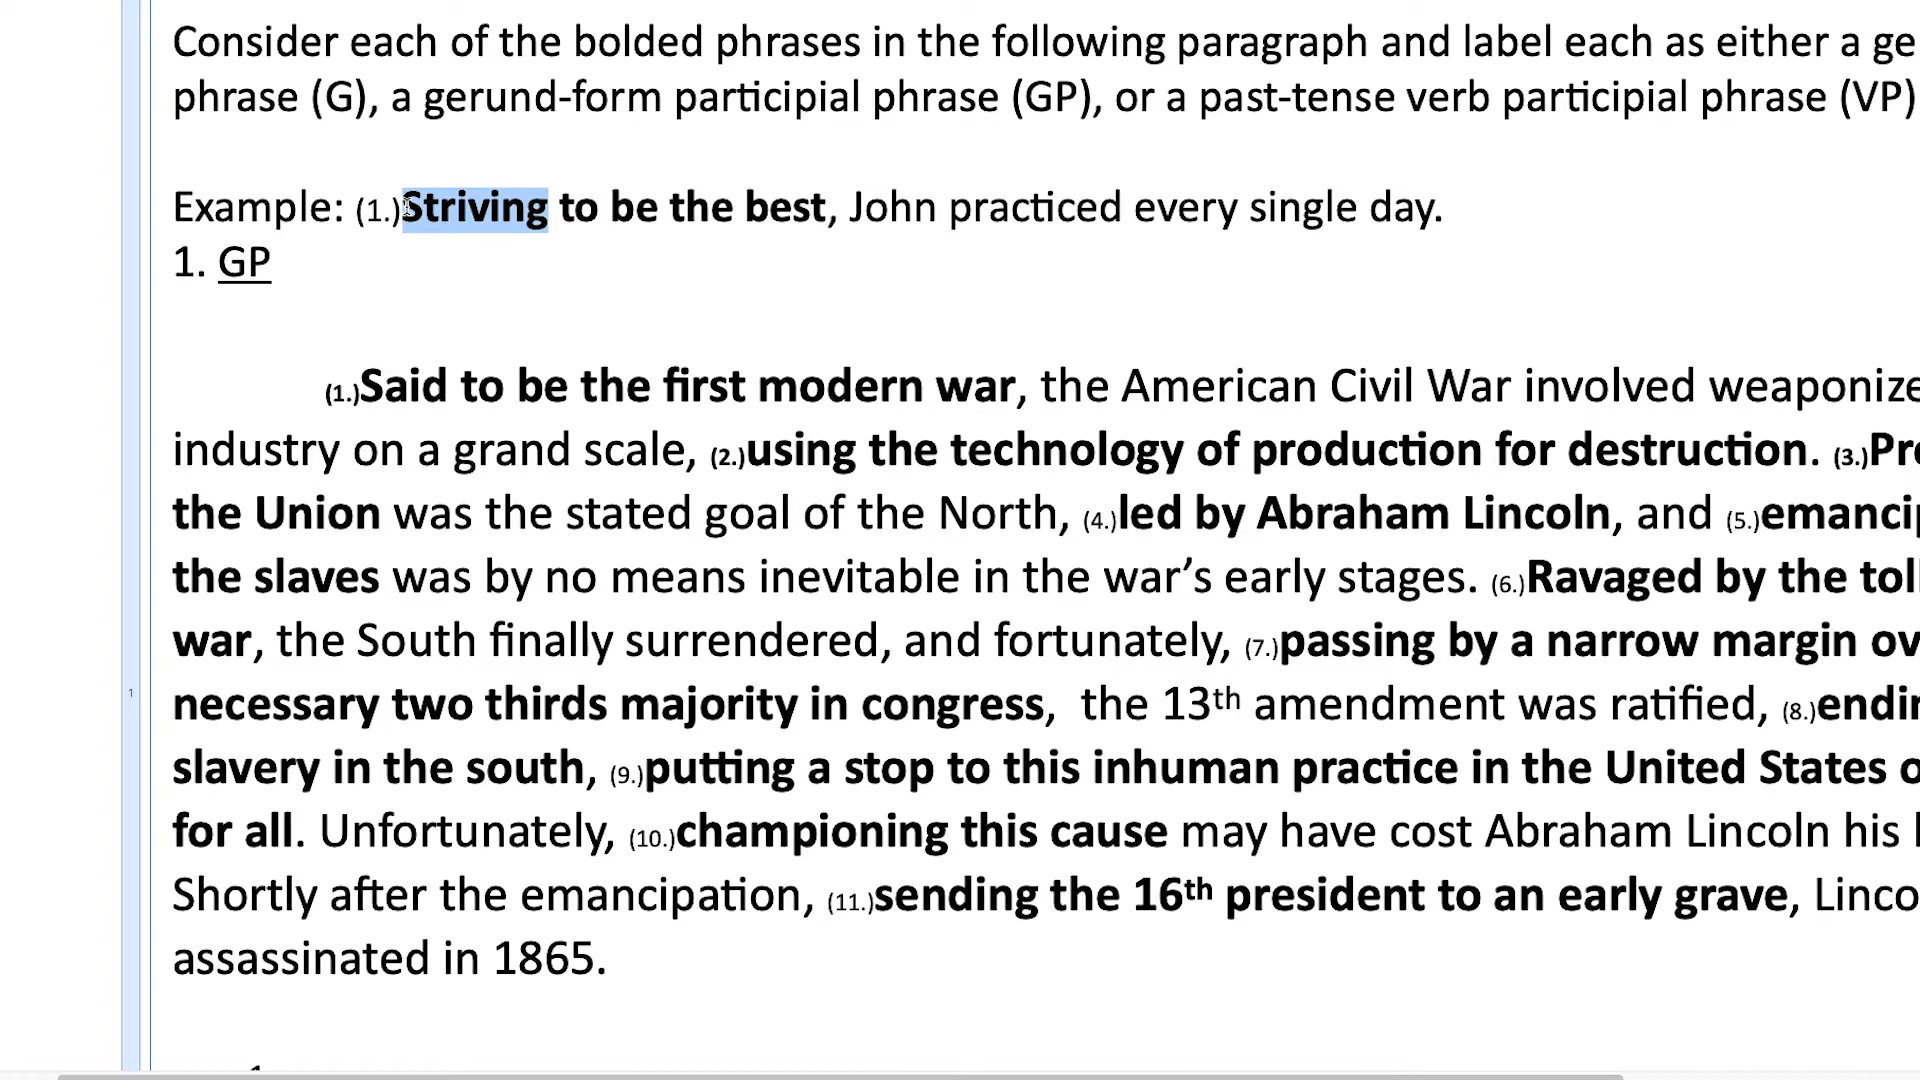 Consider each of the bolded phrases in the following paragraph and label each as either a ge
phrase (G), a gerund-form participial phrase (GP), or a past-tense verb participial phrase (VP)
Example: (1.)Striving to be the best, John practiced every single day.
1. GP
(1.)Said to be the first modern war, the American Civil War involved weaponize
industry on a grand scale, (2.)using the technology of production for destruction. (3.)Pre
the Union was the stated goal of the North, (4.)led by Abraham Lincoln, and (5.)emancip
the slaves was by no means inevitable in the war’s early stages. (6.)Ravaged by the toll
war, the South finally surrendered, and fortunately, (7.)passing by a narrow margin ov
necessary two thirds majority in congress, the 13th amendment was ratified, (8.)endin
slavery in the south, (9.)putting a stop to this inhuman practice in the United States o
for all. Unfortunately, (10.)championing this cause may have cost Abraham Lincoln his
Shortly after the emancipation, (11.)sending the 16th president to an early grave, Linco
assassinated in 1865.
1